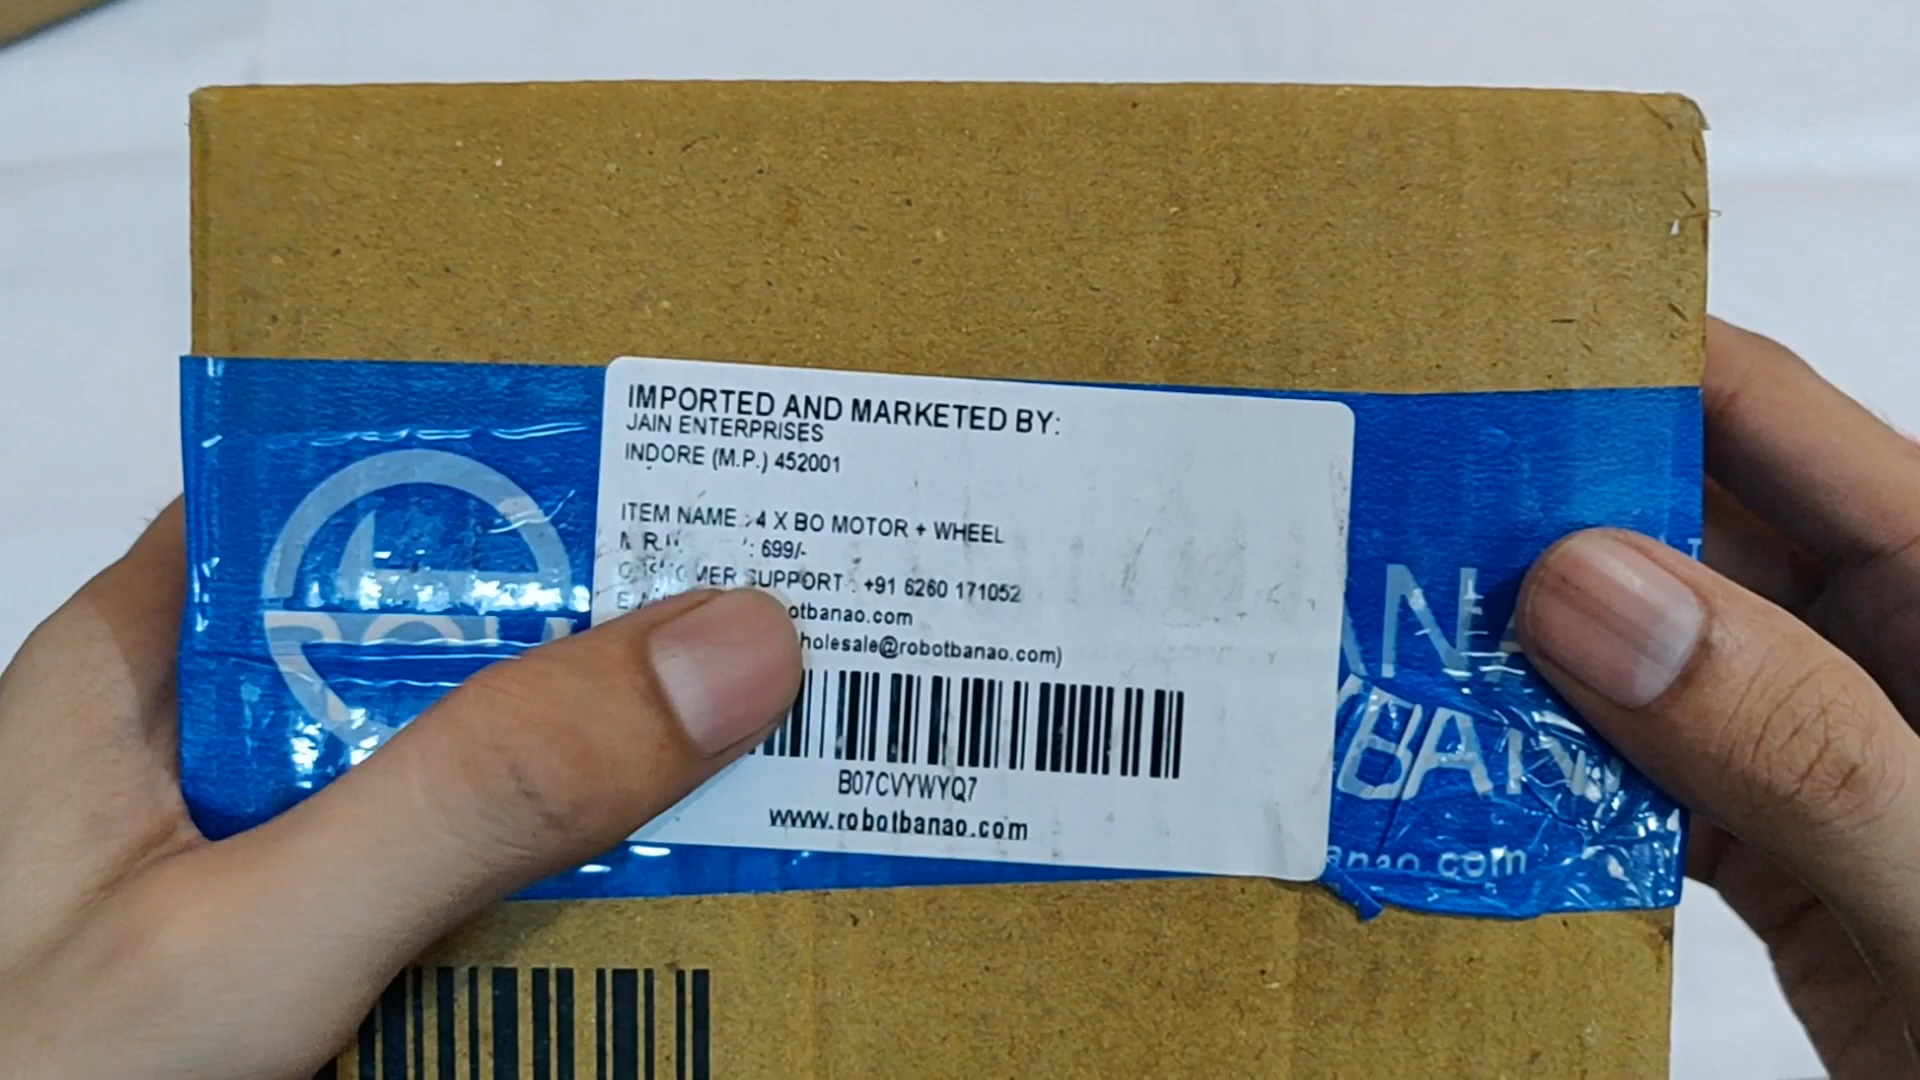 IMPORTED AND MARKETED BY:
JAIN ENTERPRISES
INDORE (M.P.) 452001
ITEM NAME : 4 X BO MOTOR + WHEEL
: 699/-
SUPPORT : +91 6260 171052
otbanao.com
holesale@robotbanao.com)
B07CVYWYQ7
www.robotbanao.com
anao.com